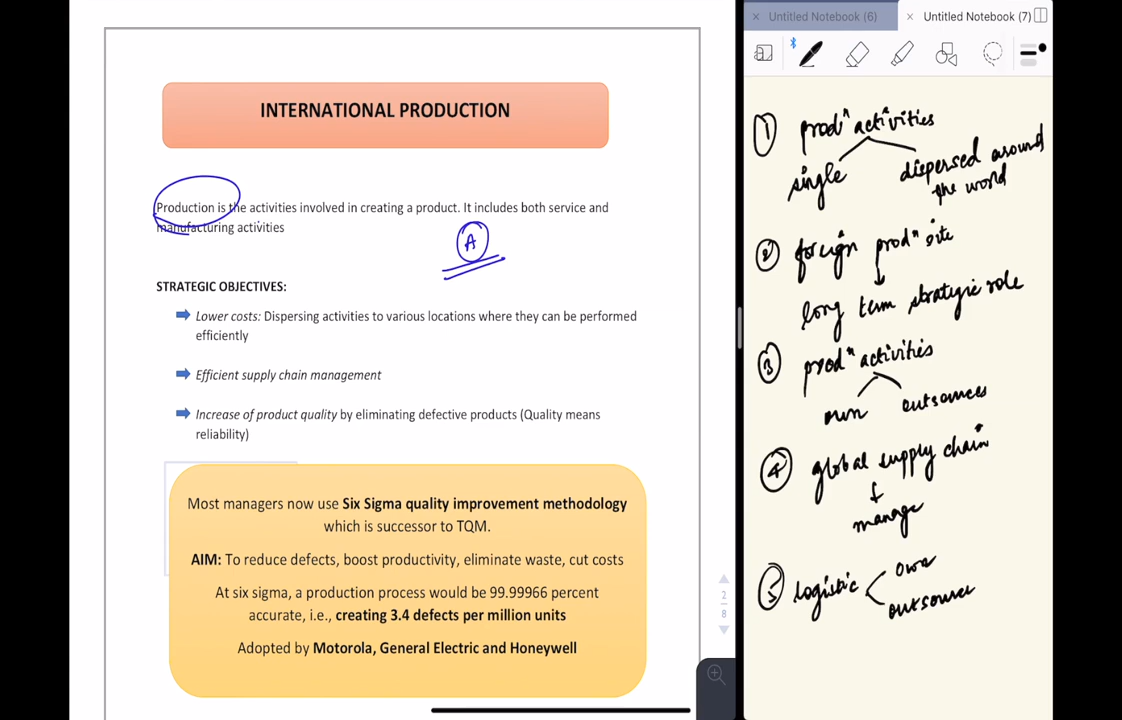 INTERNATIONAL PRODUCTION
Production is the activities involved in creating a product. It includes both service and
manufacturing activities
A
STRATEGIC OBJECTIVES:
Lower costs: Dispersing activities to various locations where they can be performed
efficiently
Efficient supply chain management
Increase of product quality by eliminating defective products (Quality means
reliability)
Most managers now use Six Sigma quality improvement methodology
which is successor to TQM.
AIM: To reduce defects, boost productivity, eliminate waste, cut costs
At six sigma, a production process would be 99.99966 percent
accurate, i.e., creating 3.4 defects per million units
Adopted by Motorola, General Electric and Honeywell
2
8
Untitled Notebook (6)
Untitled Notebook (7)
1 prodⁿ activities
single
dispersed around
the world
2 foreign prodⁿ site
long term strategic role
3 prodⁿ activities
own
outsources
4 global supply chain
manage
5 logistic
own
outsource